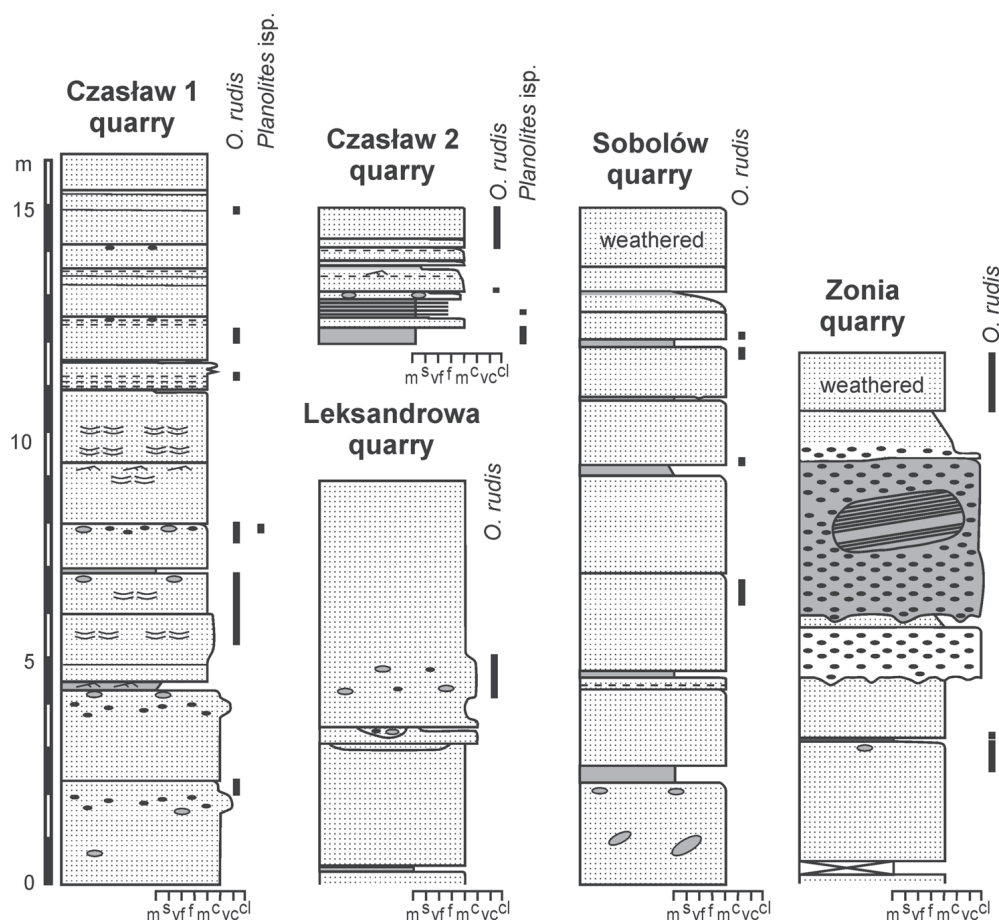 Czasław 1
quarry
O. rudis
Planolites isp.
m
15
10
5
0
m s vf f m c vc cl
Czasław 2
quarry
O. rudis
Planolites isp.
m s vf f m c vc cl
Leksandrowa
quarry
O. rudis
m s vf f m c vc cl
Sobolów
quarry
O. rudis
weathered
m s vf f m c vc cl
Zonia
quarry
O. rudis
weathered
m s vf f m c vc cl